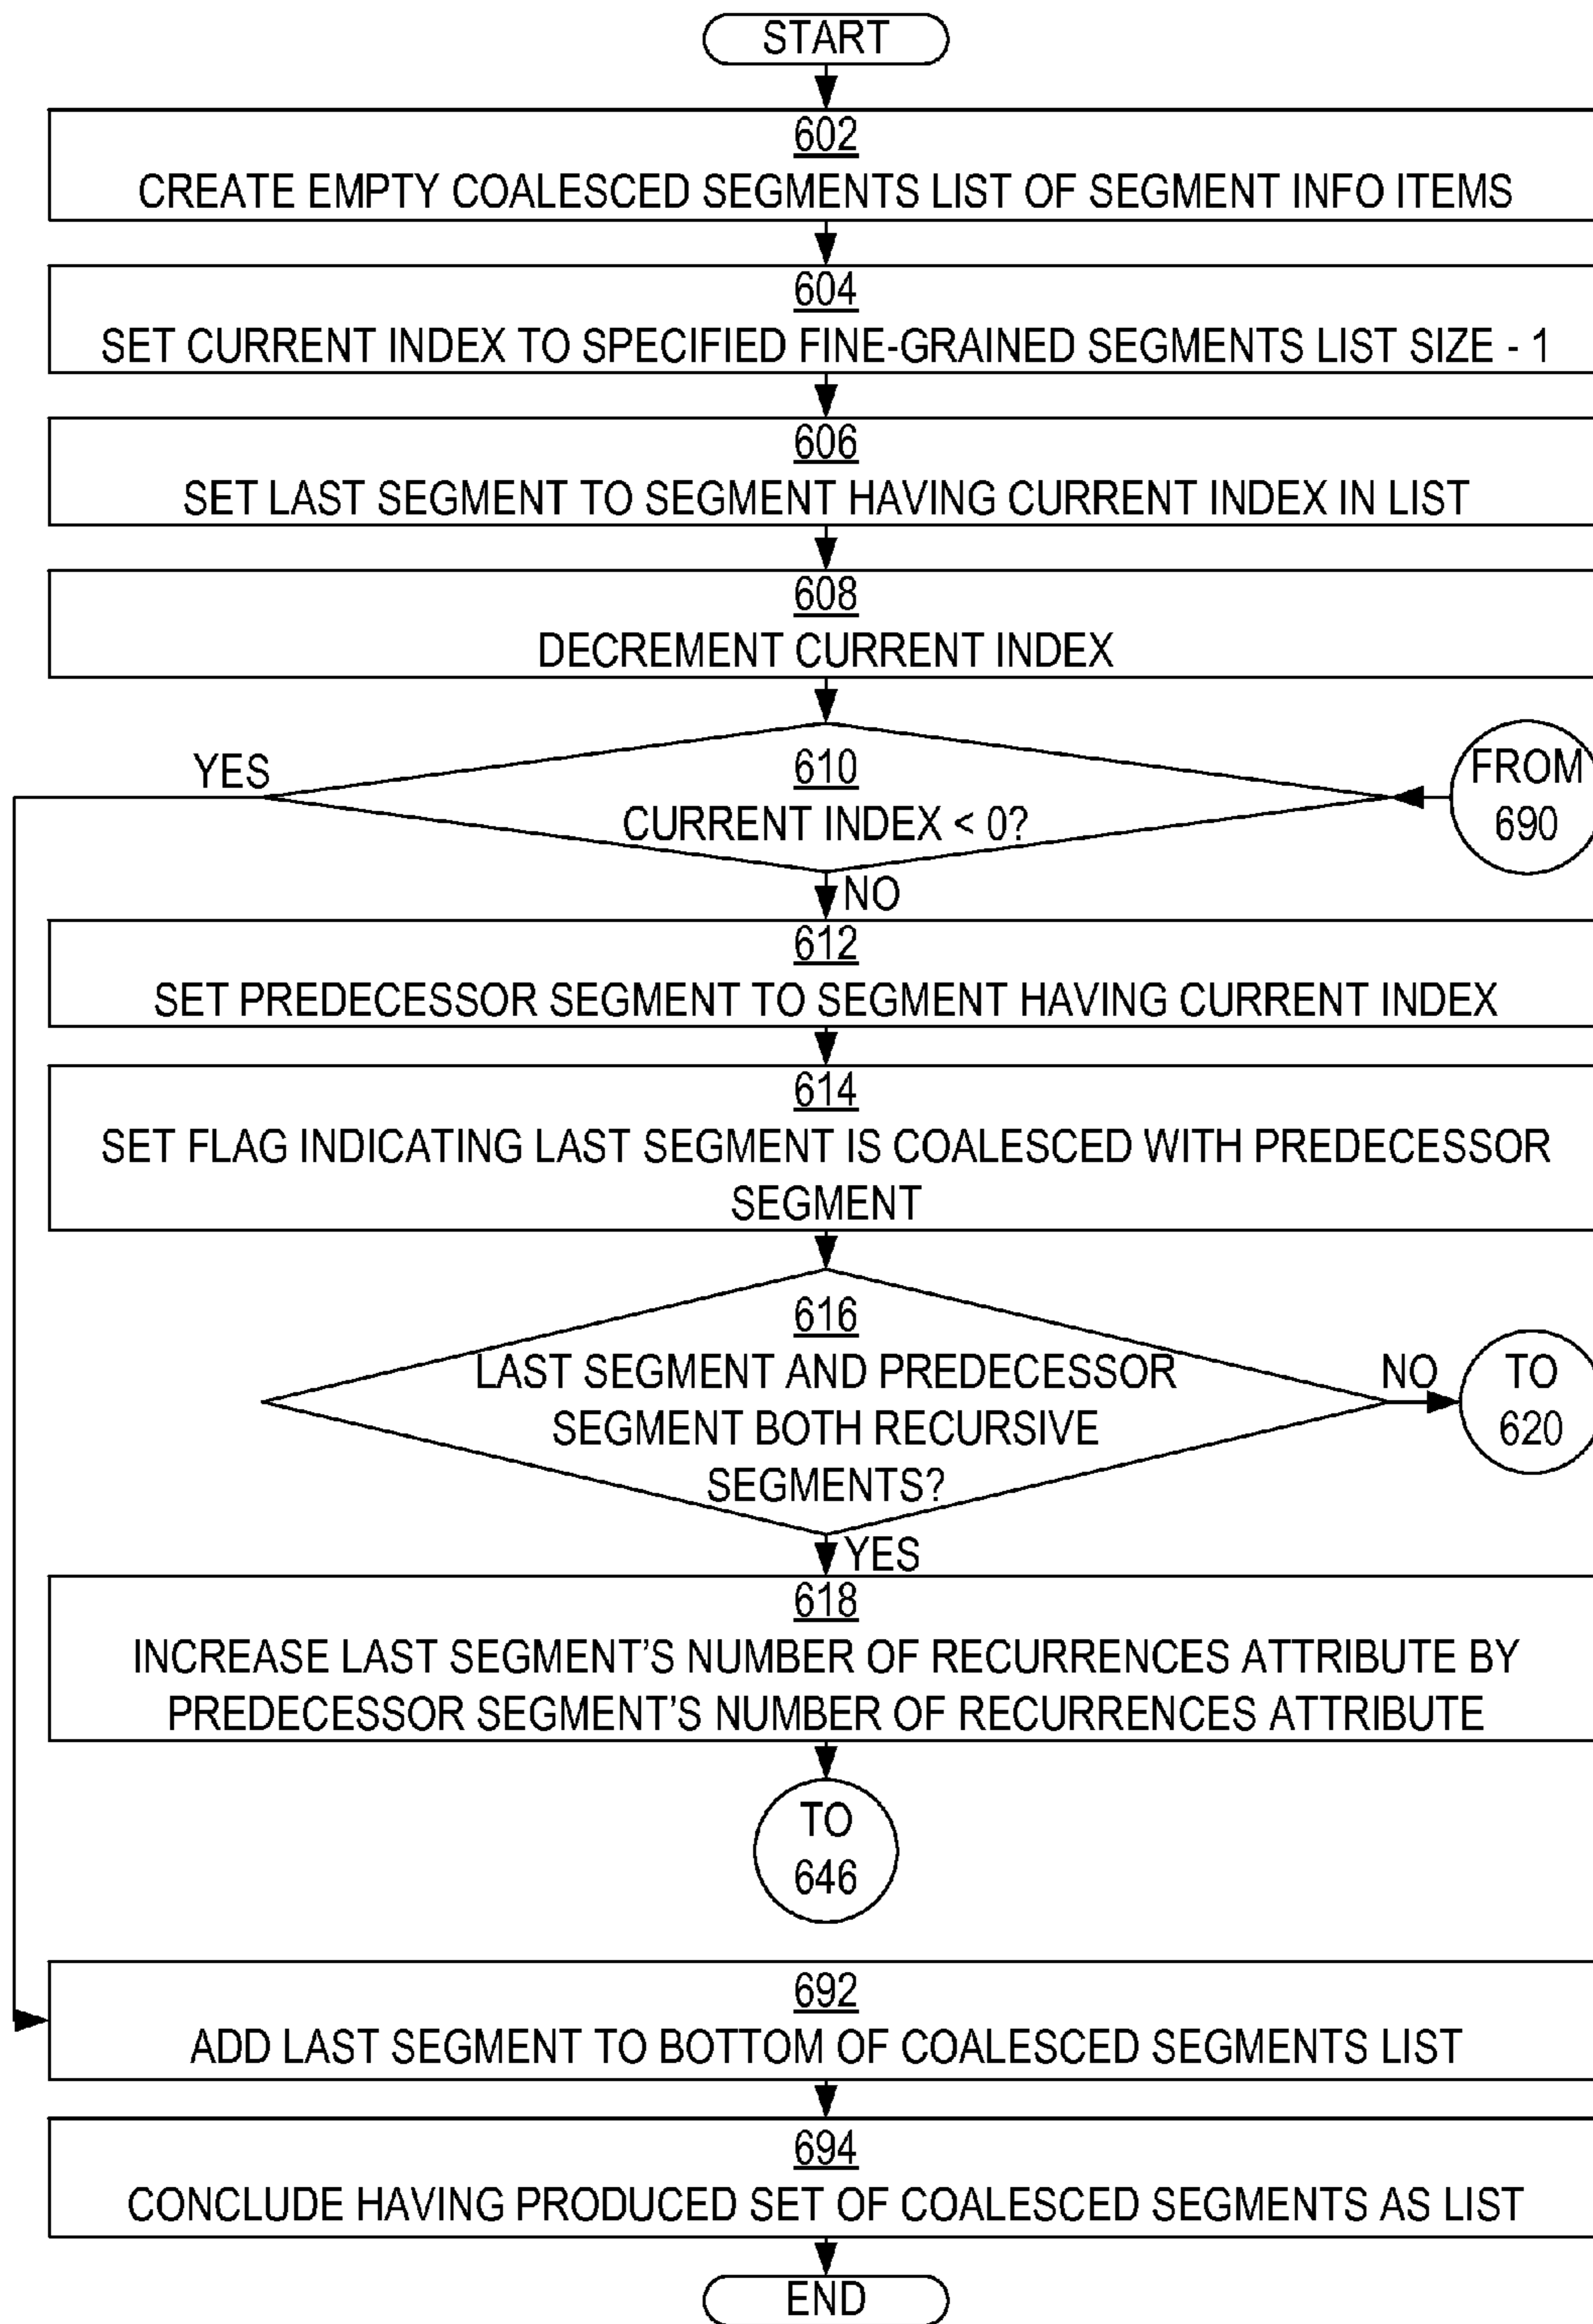 START
602
CREATE EMPTY COALESCED SEGMENTS LIST OF SEGMENT INFO ITEMS
604
SET CURRENT INDEX TO SPECIFIED FINE-GRAINED SEGMENTS LIST SIZE - 1
606
SET LAST SEGMENT TO SEGMENT HAVING CURRENT INDEX IN LIST
608
DECREMENT CURRENT INDEX
YES
610
CURRENT INDEX < 0?
FROM
690
NO
612
SET PREDECESSOR SEGMENT TO SEGMENT HAVING CURRENT INDEX
614
SET FLAG INDICATING LAST SEGMENT IS COALESCED WITH PREDECESSOR
SEGMENT
616
LAST SEGMENT AND PREDECESSOR
SEGMENT BOTH RECURSIVE
SEGMENTS?
NO
TO
620
YES
618
INCREASE LAST SEGMENT'S NUMBER OF RECURRENCES ATTRIBUTE BY
PREDECESSOR SEGMENT'S NUMBER OF RECURRENCES ATTRIBUTE
TO
646
692
ADD LAST SEGMENT TO BOTTOM OF COALESCED SEGMENTS LIST
694
CONCLUDE HAVING PRODUCED SET OF COALESCED SEGMENTS AS LIST
END